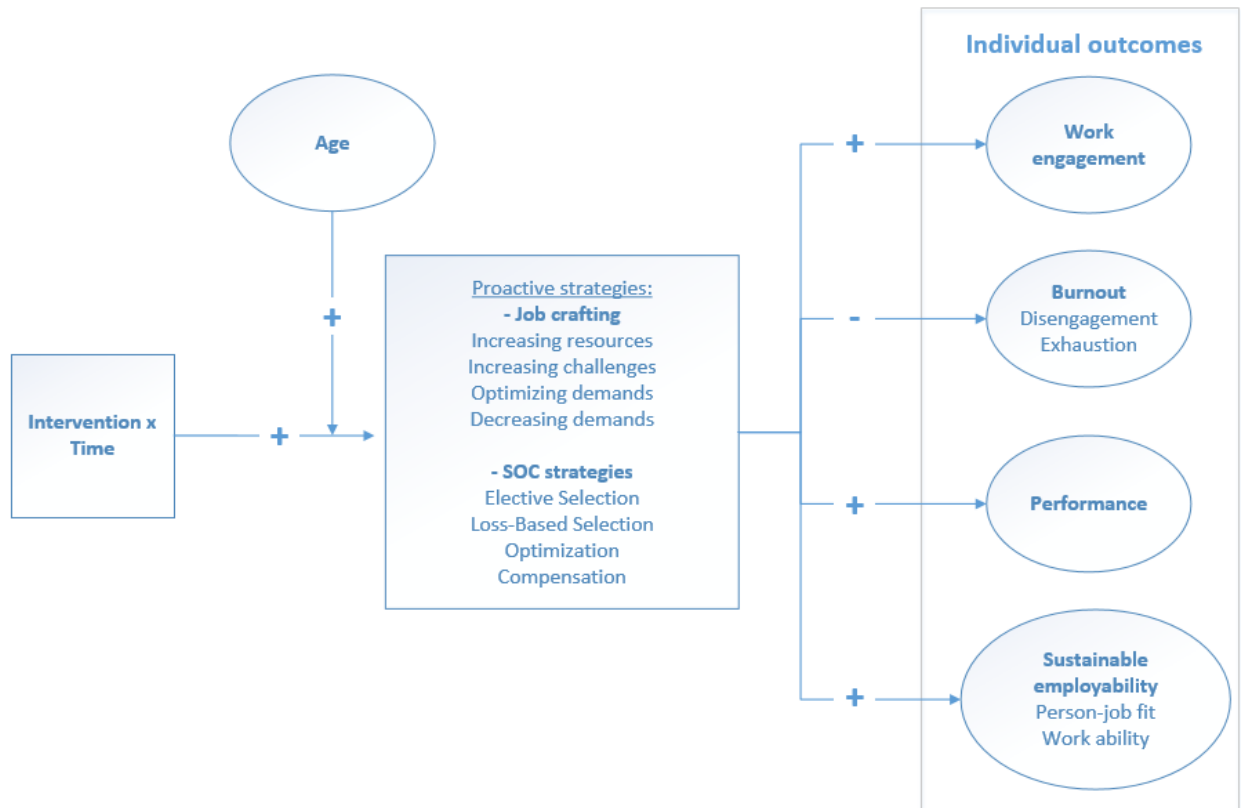 Individual outcomes
Age
Work
engagement
+
+
Proactive strategies:
- Job crafting
Increasing resources
Increasing challenges
Optimizing demands
Decreasing demands
- SOC strategies
Elective Selection
Loss-Based Selection
Optimization
Compensation
Burnout
Disengagement
Exhaustion
-
Intervention x
Time
+
Performance
+
Sustainable
employability
Person-job fit
Work ability
+